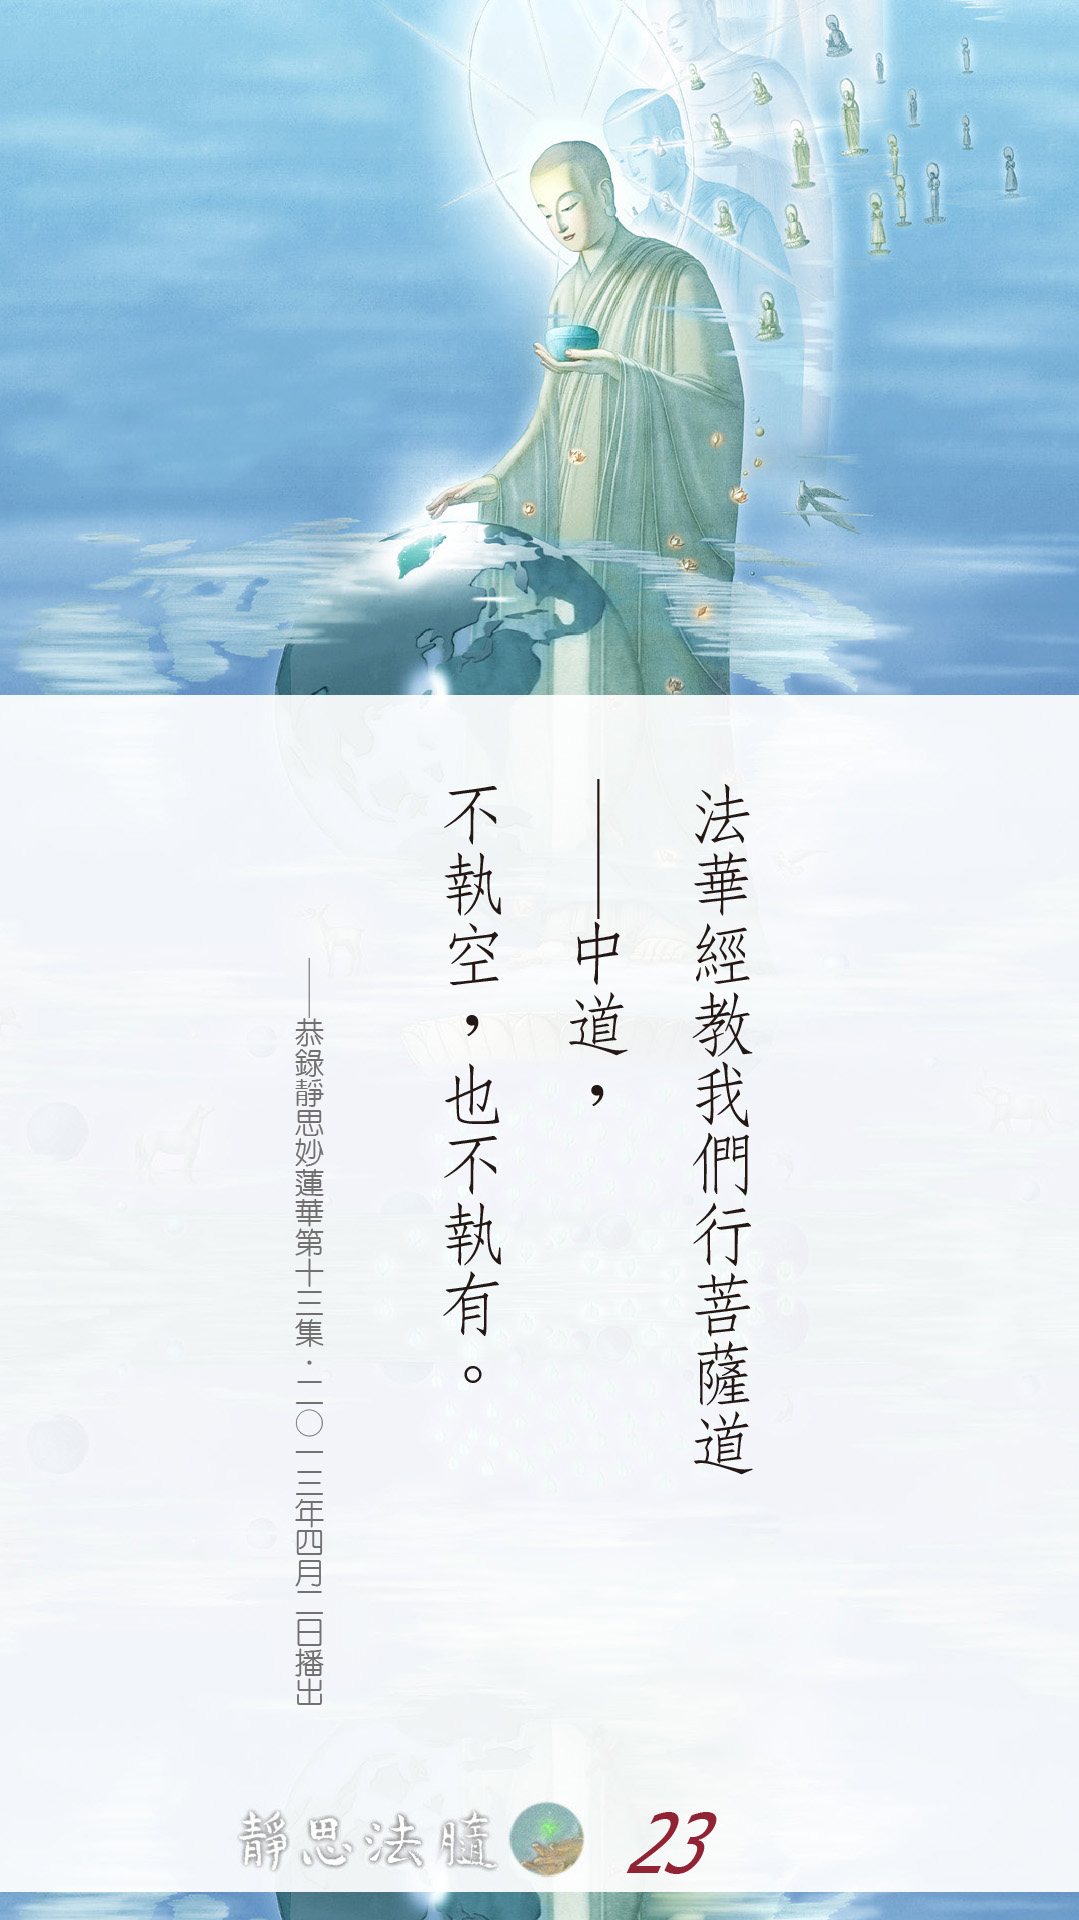 法華經教我們行菩薩道
——中道，
不執空，也不執有。
——恭錄靜思妙蓮華第十三集・二〇一三年四月二日播出
靜思法髓
23